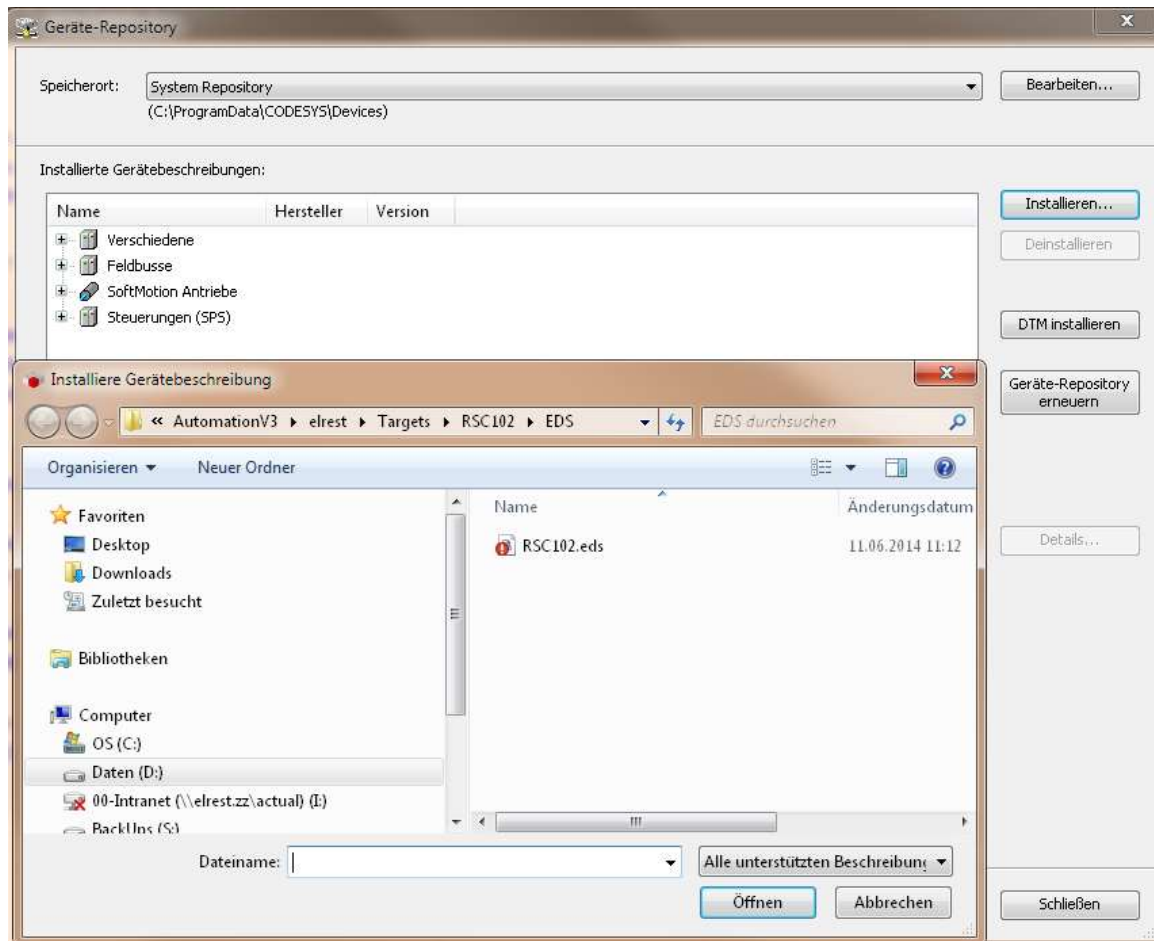 Geräte-Repository
Speicherort:
System Repository
Bearbeiten...
(C:\ProgramData\CODESYS\Devices)
Installierte Gerätebeschreibungen:
Name Hersteller Version
Installieren...
Verschiedene
Deinstallieren
Feldbusse
SoftMotion Antriebe
Steuerungen (SPS)
DTM installieren
Geräte-Repository
erneuern
Details...
Schließen
Installiere Gerätebeschreibung
« AutomationV3 elrest Targets RSC102 EDS
EDS durchsuchen
Organisieren Neuer Ordner
Favoriten
Desktop
Downloads
Zuletzt besucht
Bibliotheken
Computer
OS (C:)
Daten (D:)
00-Intranet (\\elrest.zz\actual) (I:)
BackUps (S:)
Name Änderungsdatum
RSC102.eds 11.06.2014 11:12
Dateiname:
Alle unterstützten Beschreibung
Öffnen Abbrechen